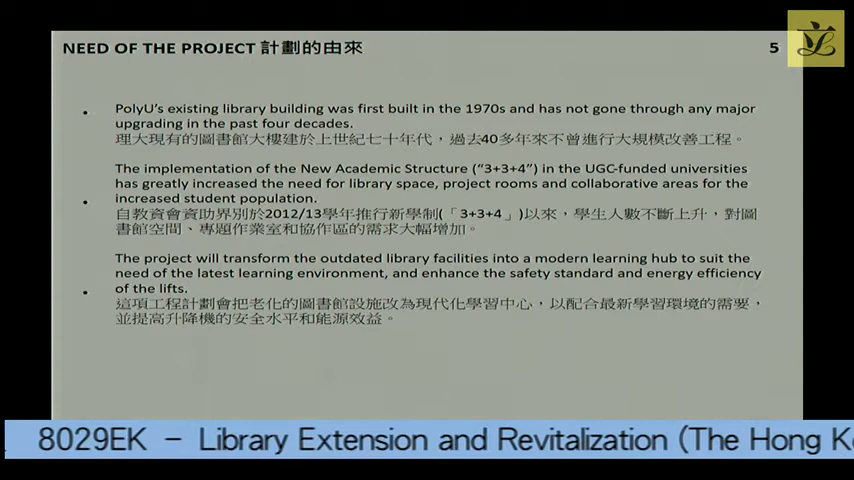 NEED OF THE PROJECT 計劃的由來
5
PolyU's existing library building was first built in the 1970s and has not gone through any major
upgrading in the past four decades.
理大現有的圖書館大樓建於上世紀七十年代，過去40多年來不曾進行大規模改善工程。
The implementation of the New Academic Structure ("3+3+4") in the UGC-funded universities
has greatly increased the need for library space, project rooms and collaborative areas for the
increased student population.
自教資會資助界別於2012/13學年推行新學制(「3+3+4」)以來，學生人數不斷上升，對圖
書館空間、專題作業室和協作區的需求大幅增加。
The project will transform the outdated library facilities into a modern learning hub to suit the
need of the latest learning environment, and enhance the safety standard and energy efficiency
of the lifts.
這項工程計劃會把老化的圖書館設施改為現代化學習中心，以配合最新學習環境的需要，
並提高升降機的安全水平和能源效益。
8029EK － Library Extension and Revitalization (The Hong